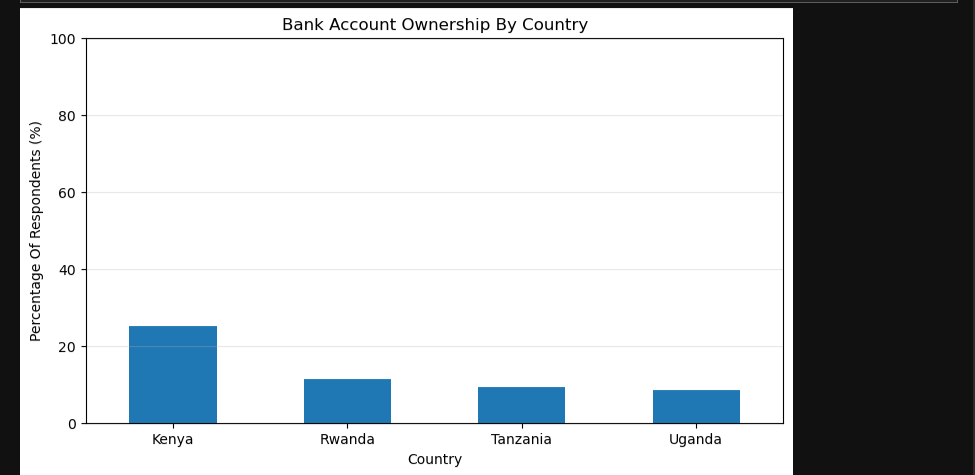 Bank Account Ownership By Country
Percentage Of Respondents (%)
100
80
60
40
20
0
Kenya Rwanda Tanzania Uganda
Country